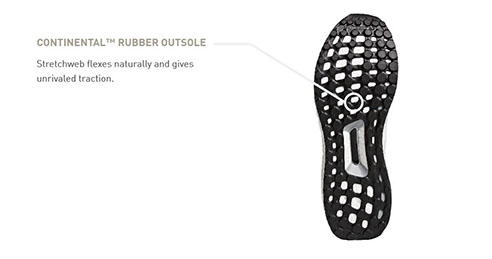 CONTINENTAL™ RUBBER OUTSOLE
Stretchweb flexes naturally and gives
unrivaled traction.